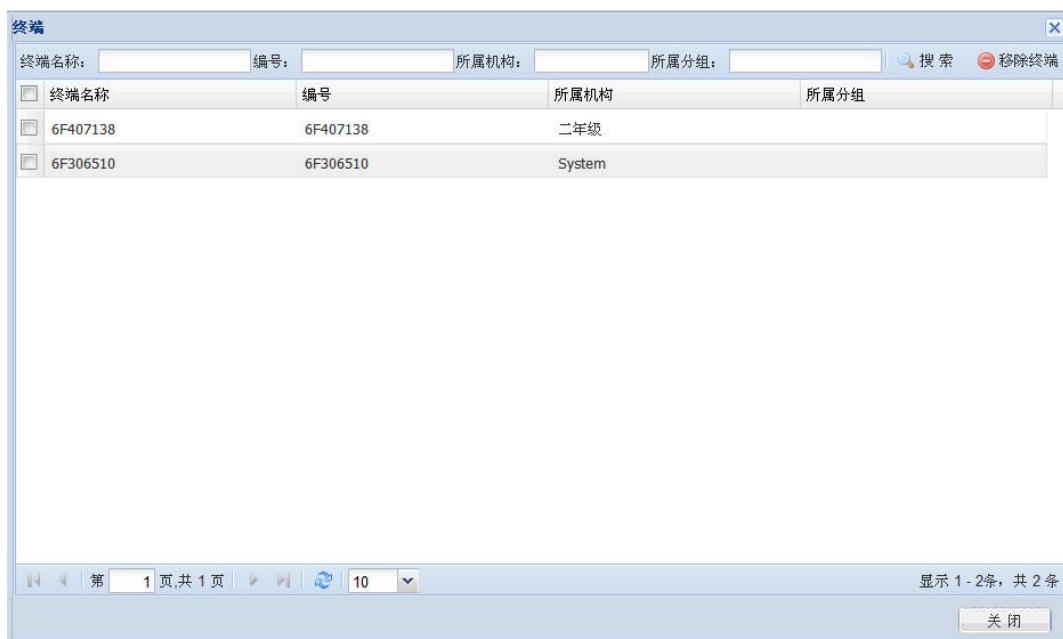 终端
终端名称: 编号: 所属机构: 所属分组: 搜索 移除终端
终端名称 编号 所属机构 所属分组
6F407138 6F407138 二年级
6F306510 6F306510 System
第 1 页,共 1 页 10 显示 1 - 2条，共 2 条
关闭